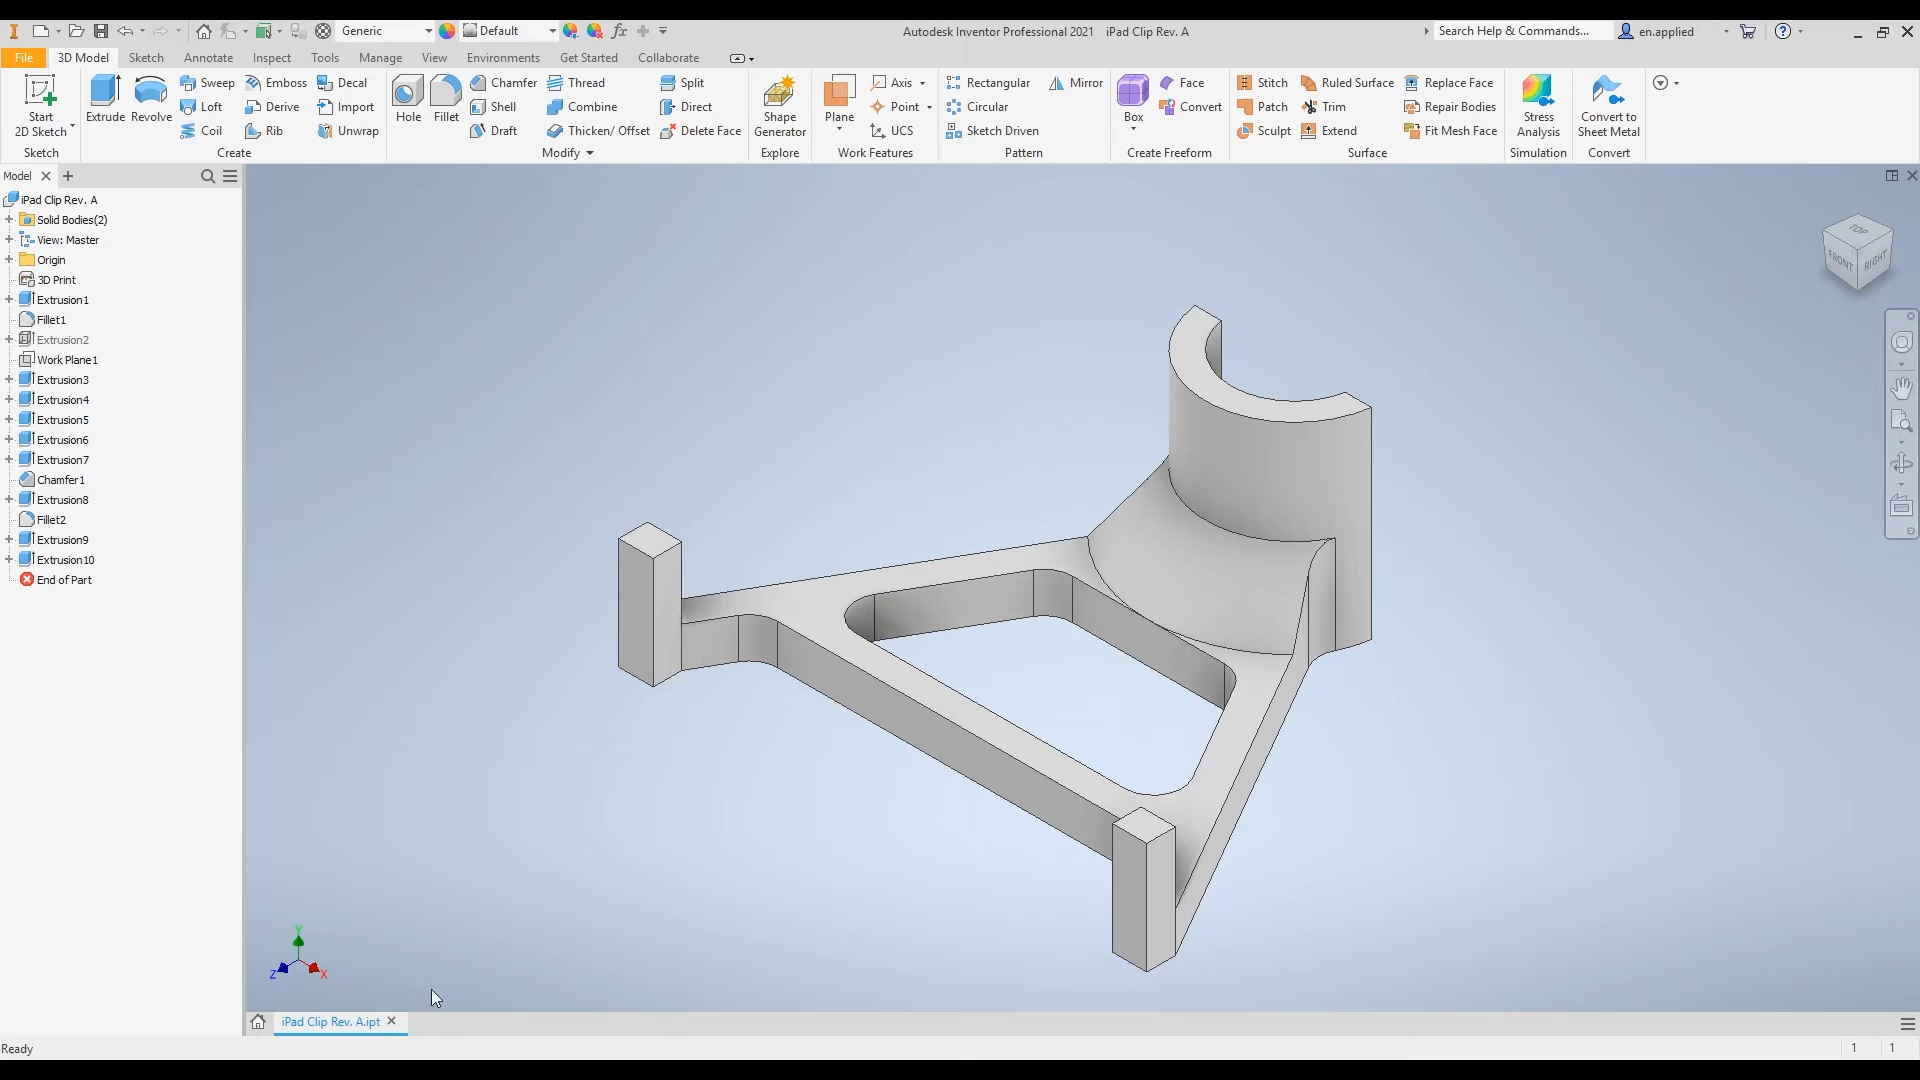 Generic
Default
fx
Autodesk Inventor Professional 2021 iPad Clip Rev. A
Search Help & Commands...
en.applied
File 3D Model Sketch Annotate Inspect Tools Manage View Environments Get Started Collaborate
Start
2D Sketch
Sketch
Extrude Revolve
Sweep Emboss Decal
Loft Derive Import
Coil Rib Unwrap
Create
Hole Fillet
Chamfer Thread Split
Shell Combine Direct
Draft Thicken/ Offset Delete Face
Modify
Shape
Generator
Explore
Plane
Axis
Point
UCS
Work Features
Rectangular Mirror
Circular
Sketch Driven
Pattern
Box
Face
Convert
Create Freeform
Stitch Ruled Surface Replace Face
Patch Trim Repair Bodies
Sculpt Extend Fit Mesh Face
Surface
Stress
Analysis
Simulation
Convert to
Sheet Metal
Convert
Model
iPad Clip Rev. A
Solid Bodies(2)
View: Master
Origin
3D Print
Extrusion1
Fillet1
Extrusion2
Work Plane1
Extrusion3
Extrusion4
Extrusion5
Extrusion6
Extrusion7
Chamfer1
Extrusion8
Fillet2
Extrusion9
Extrusion10
End of Part
TOP
FRONT RIGHT
Y
Z X
iPad Clip Rev. A.ipt
Ready
1 1